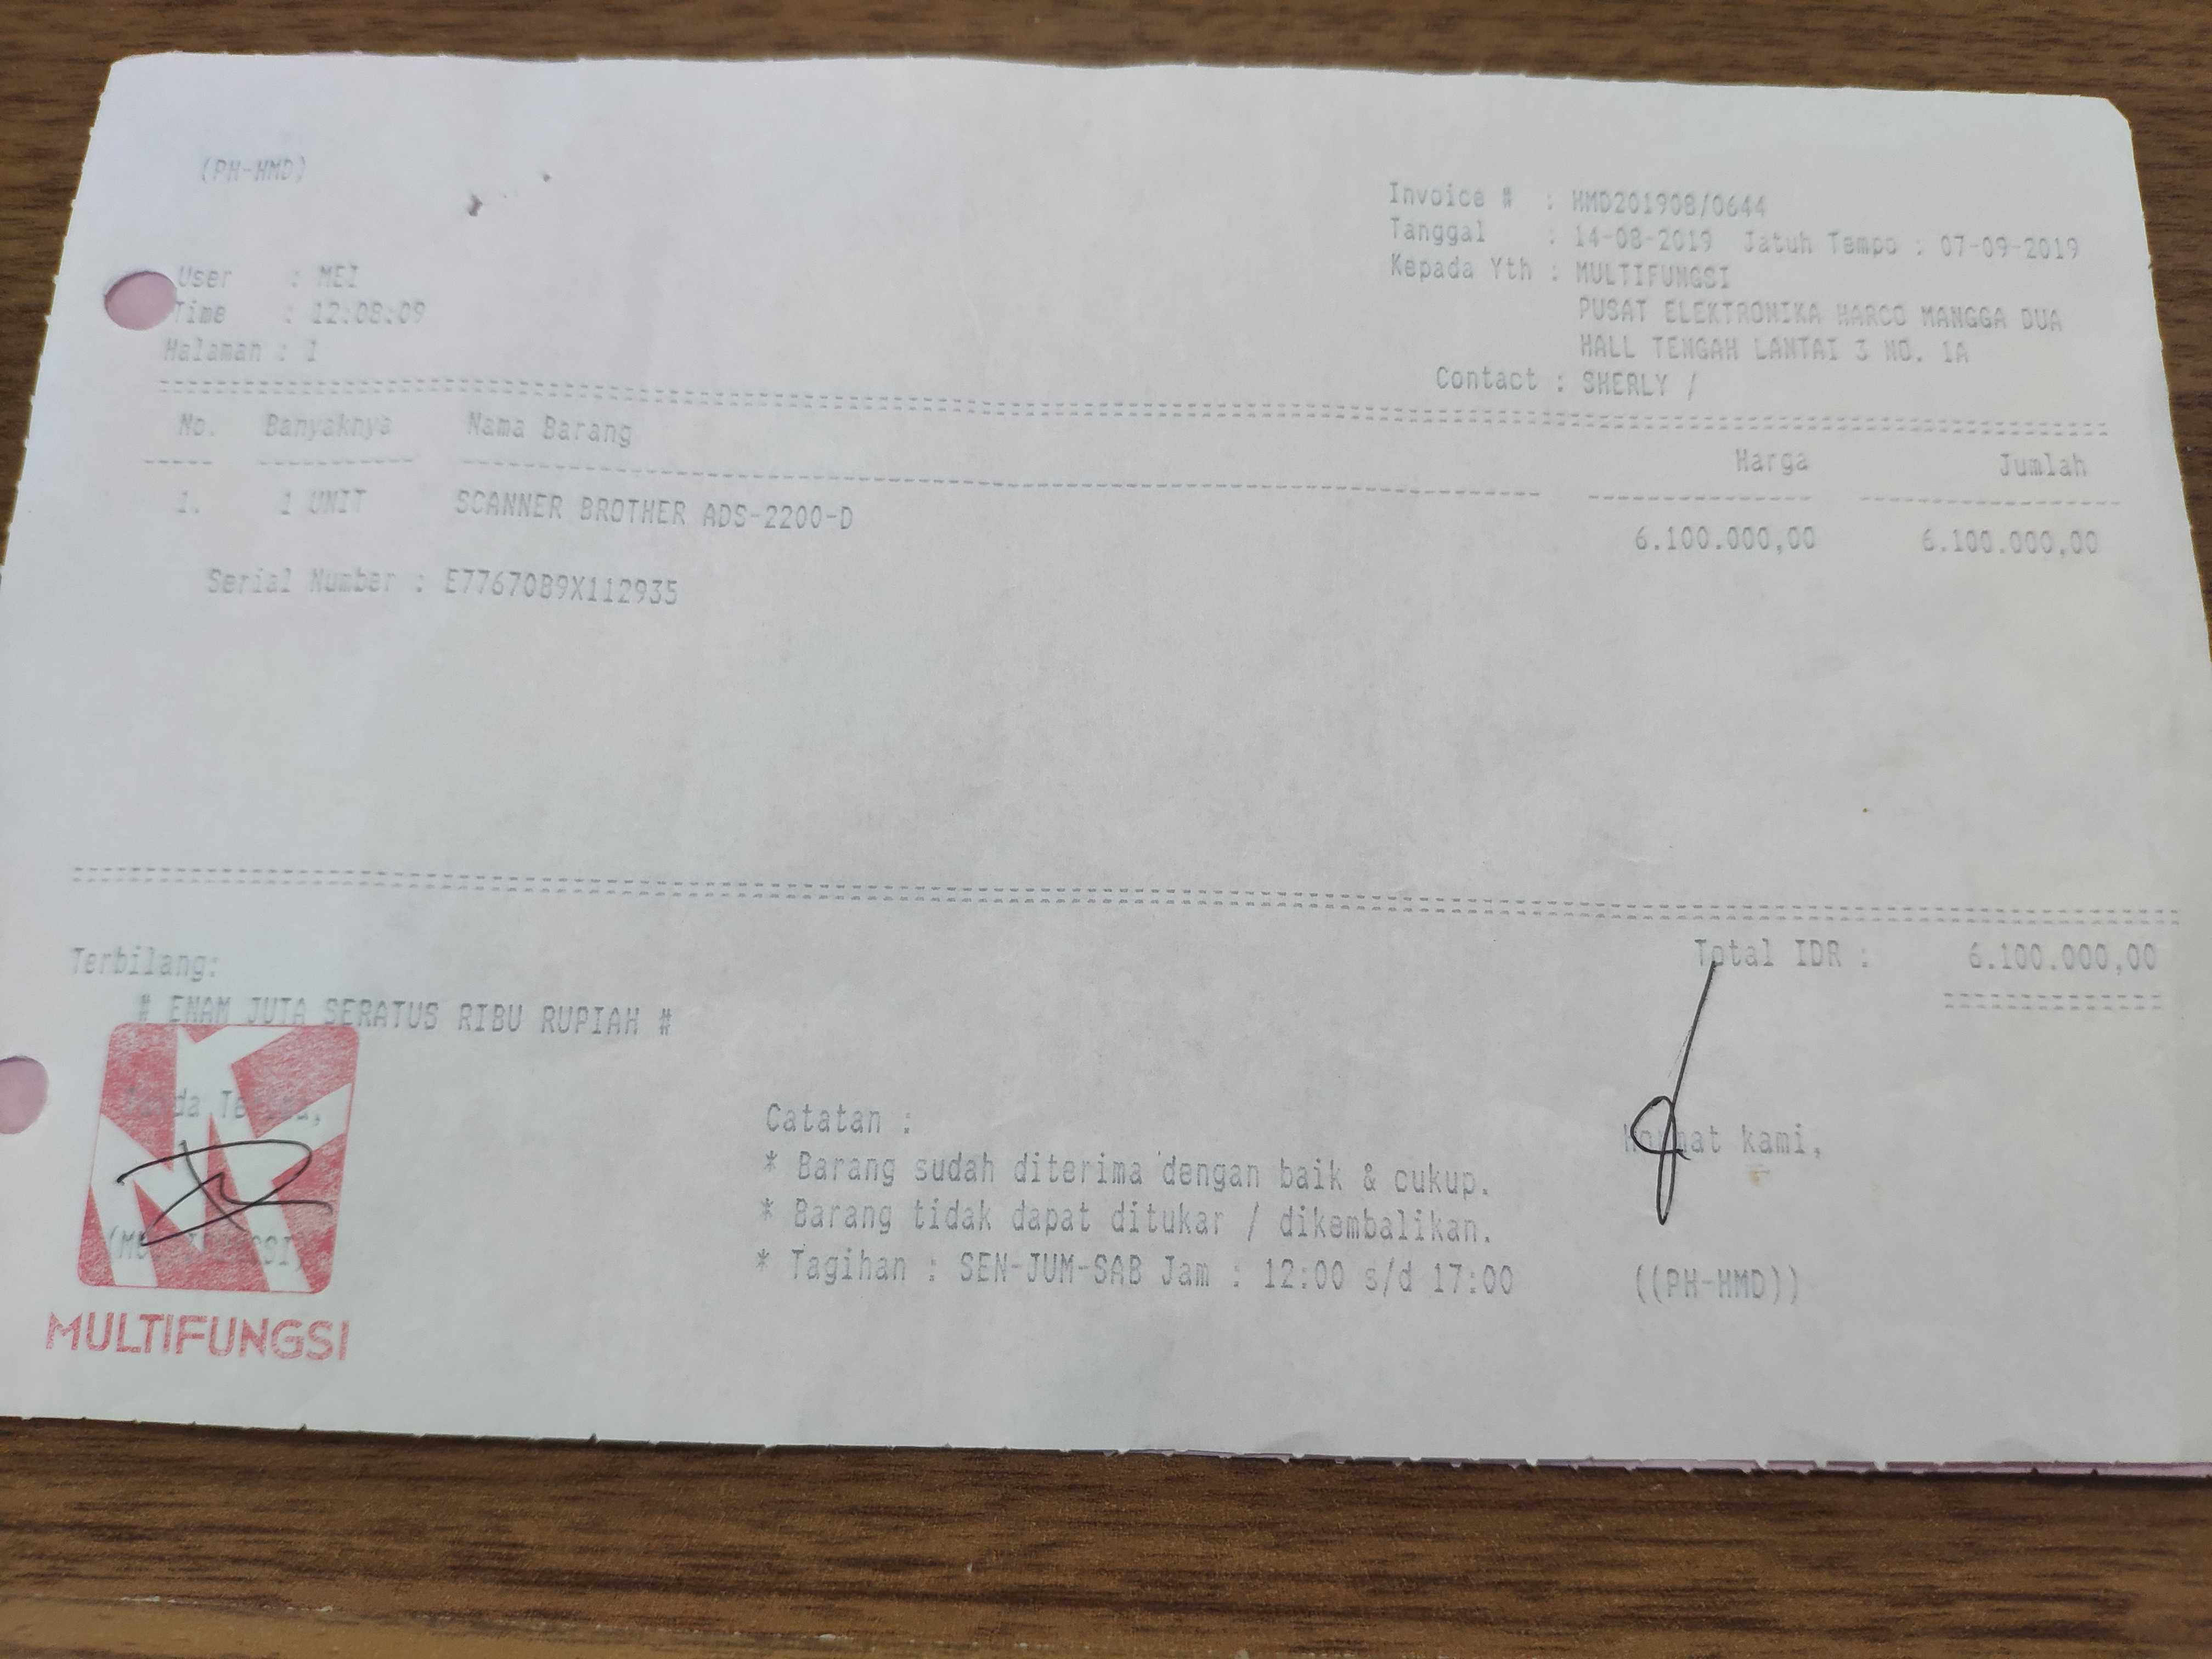 (PH-HMD)
Invoice # : HMD201908/0644
Tanggal : 14-08-2019 Jatuh Tempo : 07-09-2019
Kepada Yth : MULTIFUNGSI
PUSAT ELEKTRONIKA HARCO MANGGA DUA
HALL TENGAH LANTAI 3 NO. 1A
Contact : SHERLY /
User : MEI
Time : 12:08:09
Halaman : 1
No. Banyaknya Nama Barang Harga Jumlah
1. 1 UNIT SCANNER BROTHER ADS-2200-D 6.100.000,00 6.100.000,00
Serial Number : E77670B9X112935
Total IDR : 6.100.000,00
Terbilang:
# ENAM JUTA SERATUS RIBU RUPIAH #
Tanda Terima,
(MULTIFUNGSI)
MULTIFUNGSI
Catatan :
* Barang sudah diterima dengan baik & cukup.
* Barang tidak dapat ditukar / dikembalikan.
* Tagihan : SEN-JUM-SAB Jam : 12:00 s/d 17:00
Hormat kami,
((PH-HMD))